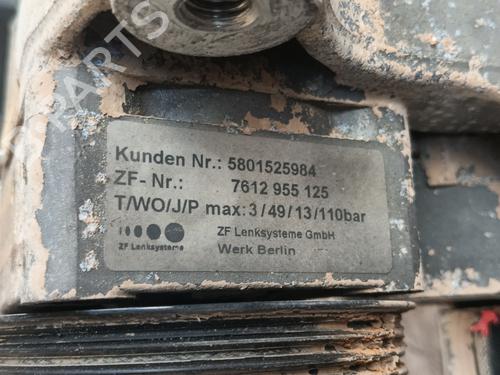 Kunden Nr.: 5801525984
ZF- Nr.: 7612 955 125
T/WO/J/P max: 3/49/13/110bar
ZF Lenksysteme ZF Lenksysteme GmbH
Werk Berlin